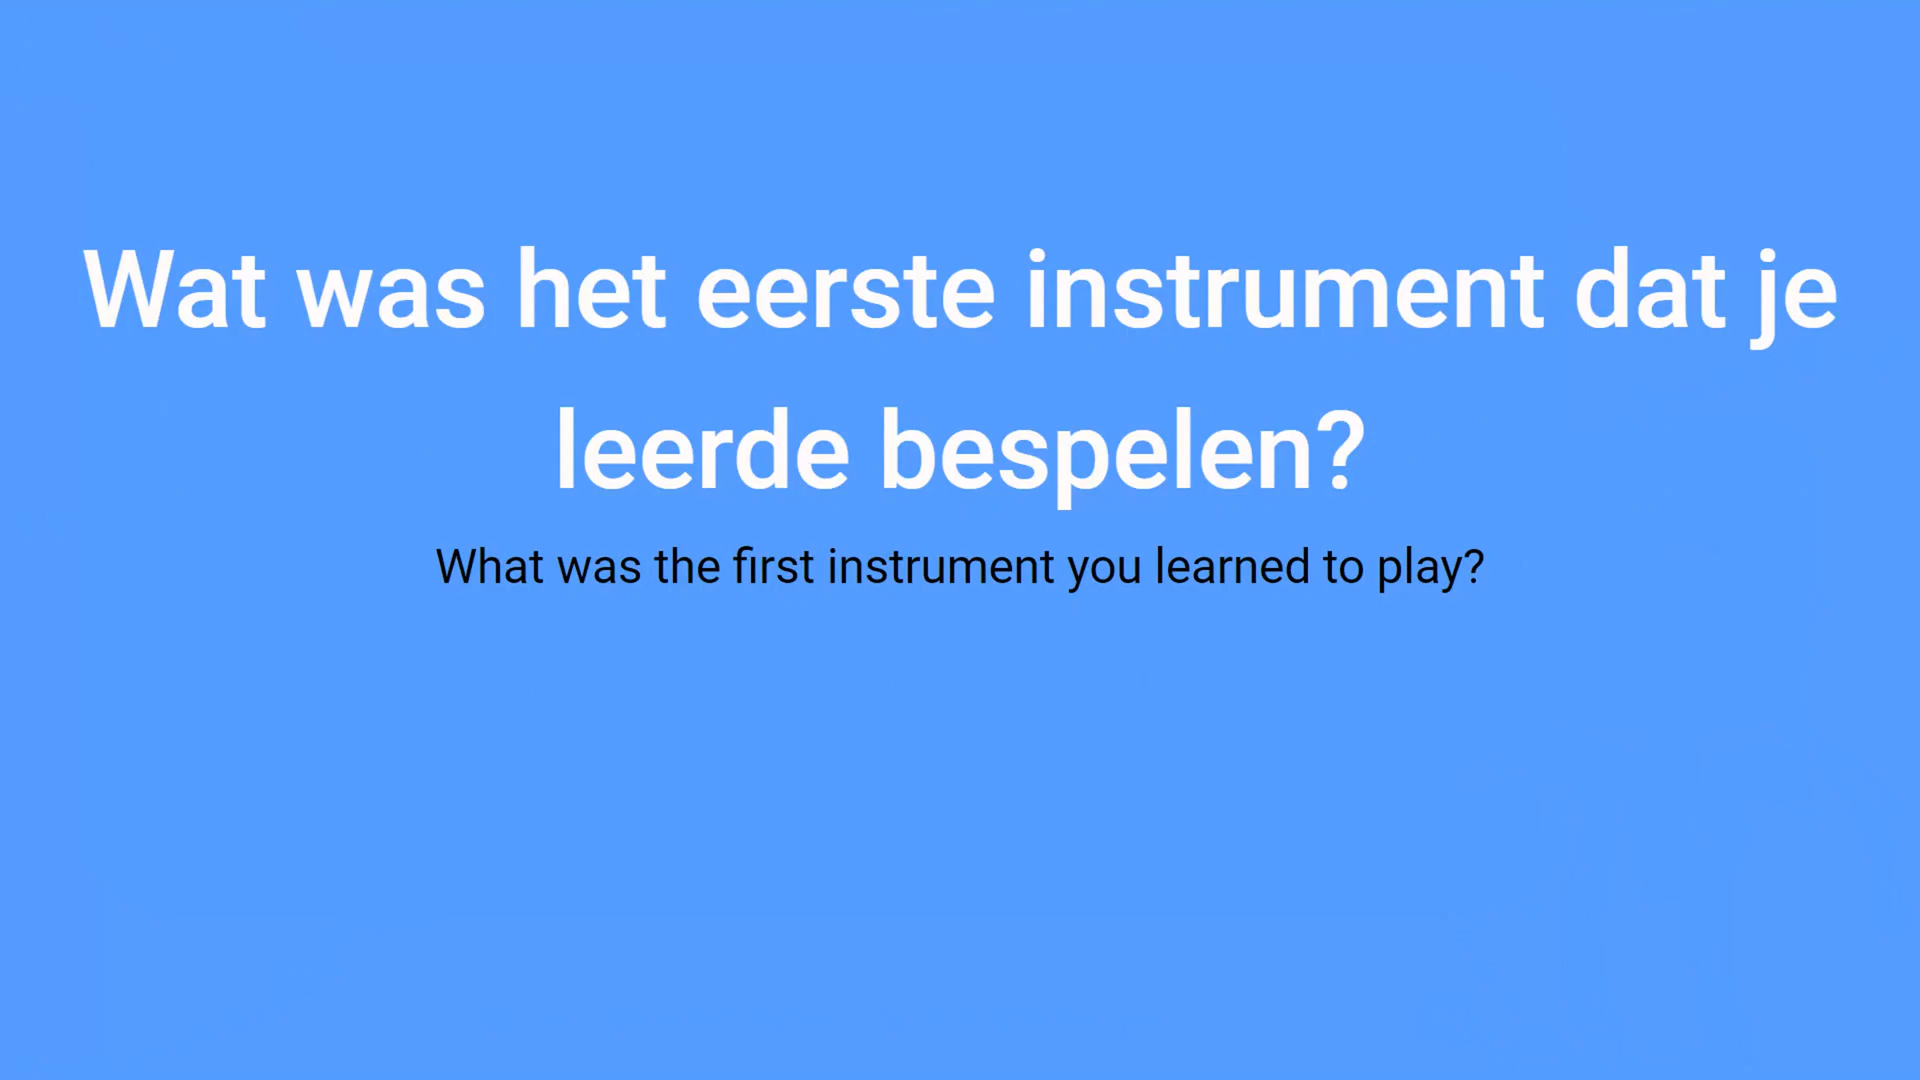 Wat was het eerste instrument dat je
leerde bespelen?
What was the first instrument you learned to play?